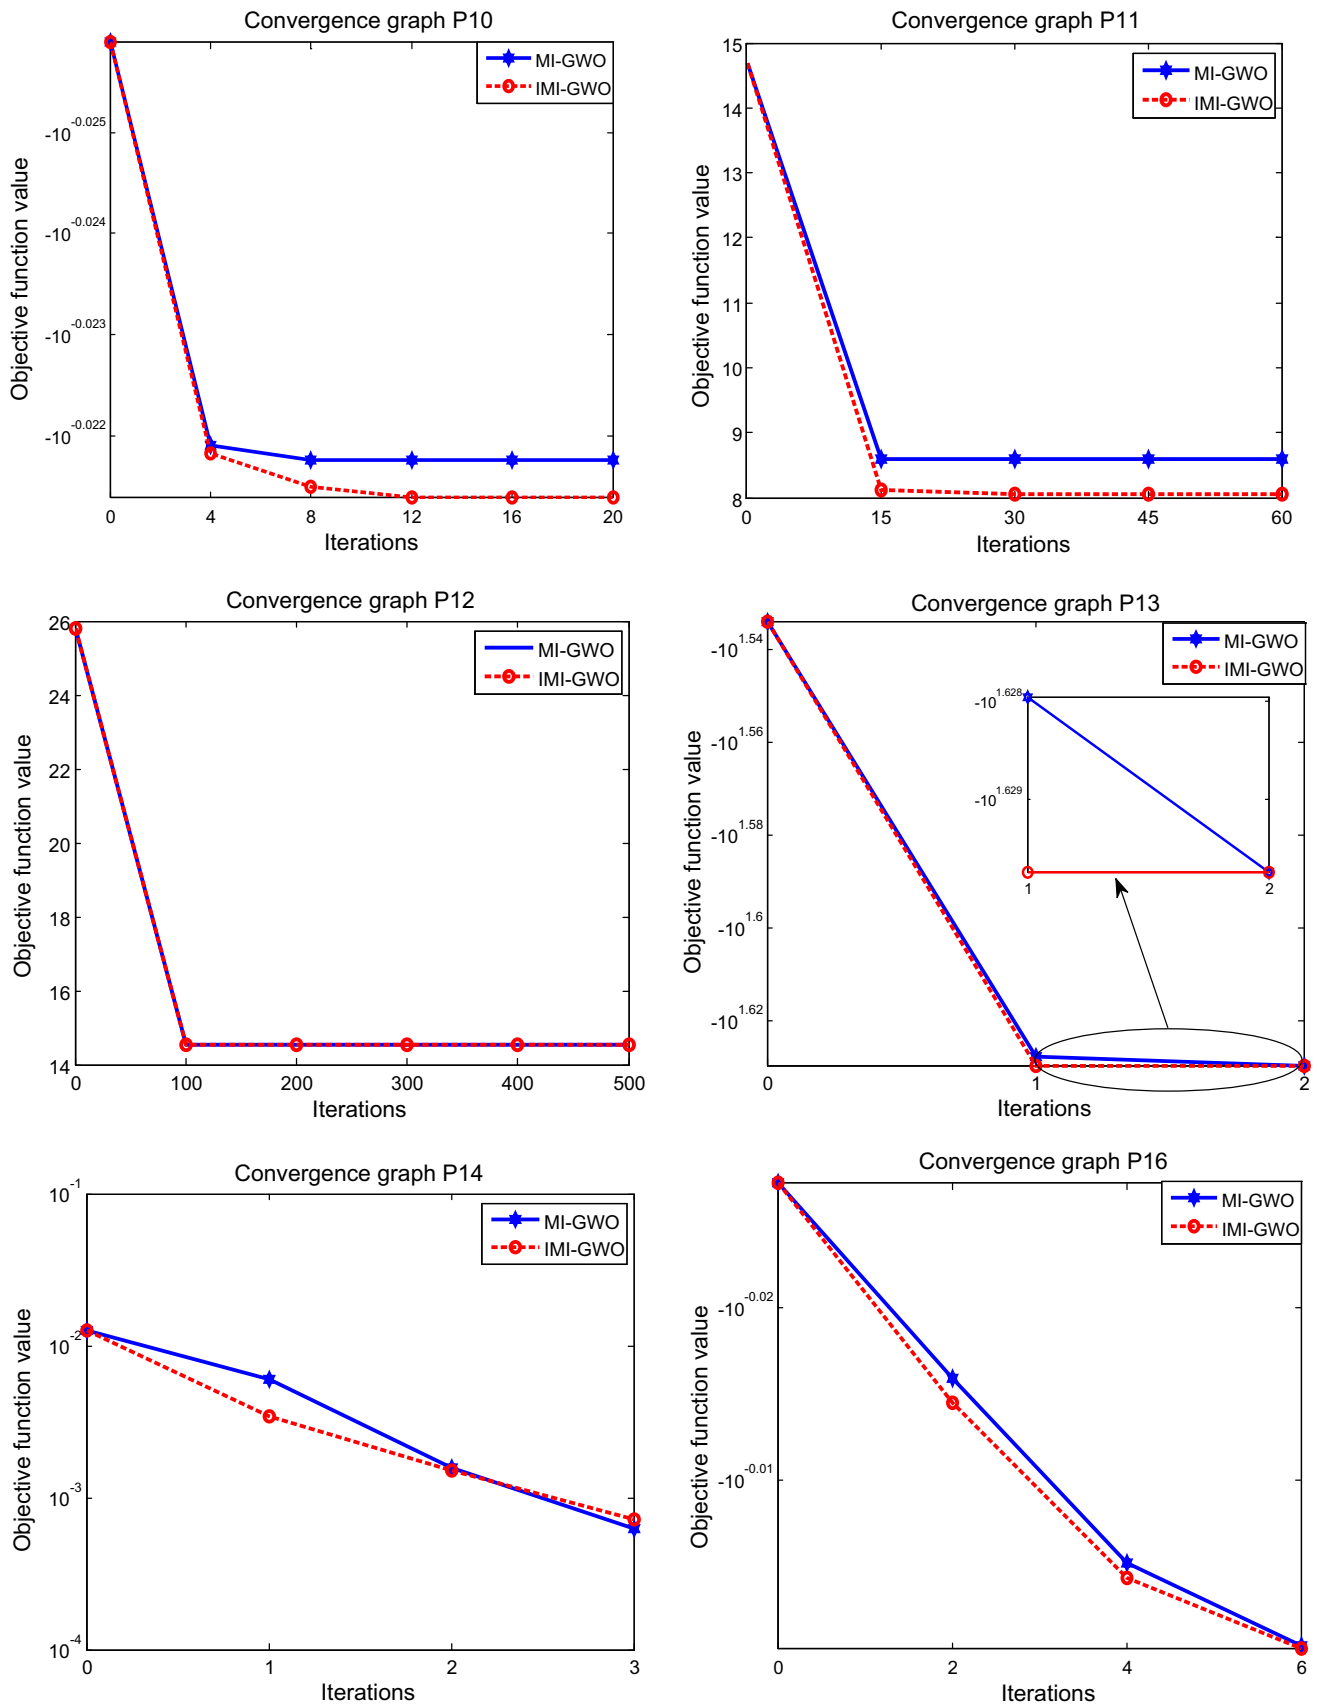 Convergence graph P10
MI-GWO
IMI-GWO
-10^-0.025
-10^-0.024
-10^-0.023
-10^-0.022
Objective function value
0 4 8 12 16 20
Iterations
Convergence graph P11
MI-GWO
IMI-GWO
15
14
13
12
11
10
9
8
Objective function value
0 15 30 45 60
Iterations
Convergence graph P12
MI-GWO
IMI-GWO
26
24
22
20
18
16
14
Objective function value
0 100 200 300 400 500
Iterations
Convergence graph P13
MI-GWO
IMI-GWO
-10^1.54
-10^1.56
-10^1.58
-10^1.6
-10^1.62
Objective function value
-10^1.628
-10^1.629
1 2
0 1 2
Iterations
Convergence graph P14
MI-GWO
IMI-GWO
10^-1
10^-2
10^-3
10^-4
Objective function value
0 1 2 3
Iterations
Convergence graph P16
MI-GWO
IMI-GWO
-10^-0.02
-10^-0.01
Objective function value
0 2 4 6
Iterations